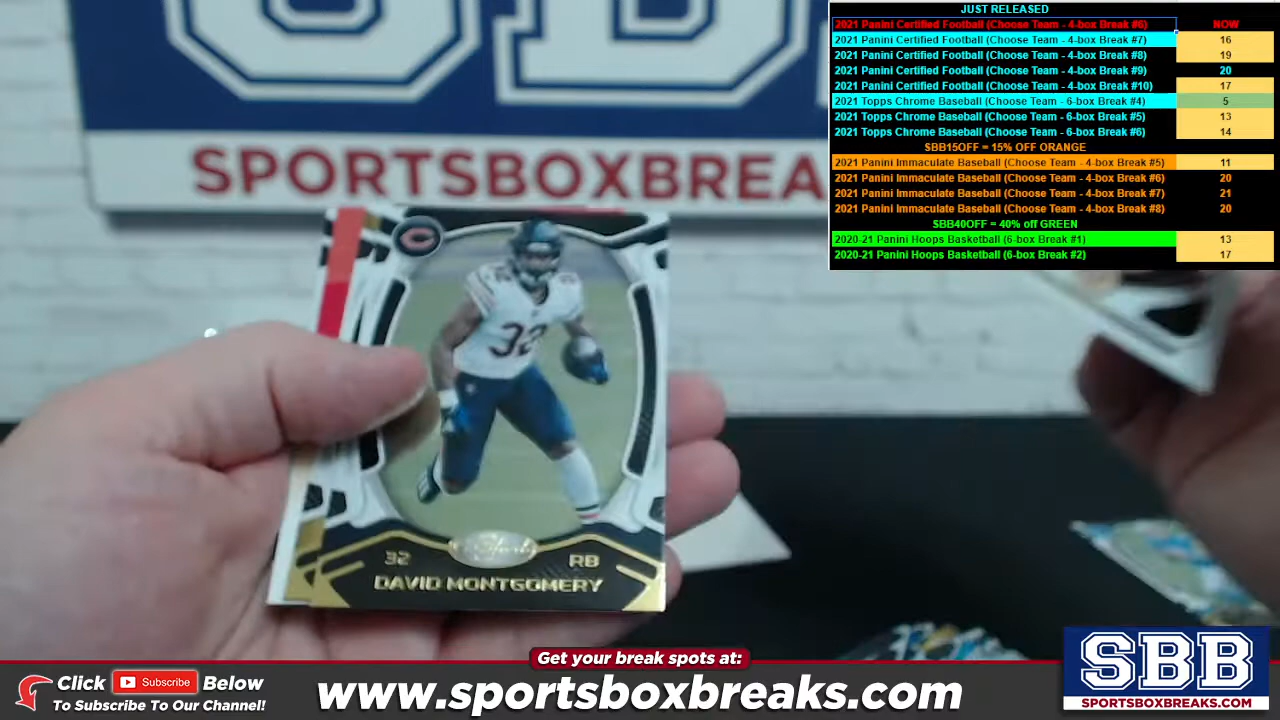 JUST RELEASED
2021 Panini Certified Football (Choose Team - 4-box Break #6) NOW
2021 Panini Certified Football (Choose Team - 4-box Break #7) 16
2021 Panini Certified Football (Choose Team - 4-box Break #8) 19
2021 Panini Certified Football (Choose Team - 4-box Break #9) 20
2021 Panini Certified Football (Choose Team - 4-box Break #10) 17
2021 Topps Chrome Baseball (Choose Team - 6-box Break #4) 5
2021 Topps Chrome Baseball (Choose Team - 6-box Break #5) 13
2021 Topps Chrome Baseball (Choose Team - 6-box Break #6) 14
SBB15OFF = 15% OFF ORANGE
2021 Panini Immaculate Baseball (Choose Team - 4-box Break #5) 11
2021 Panini Immaculate Baseball (Choose Team - 4-box Break #6) 20
2021 Panini Immaculate Baseball (Choose Team - 4-box Break #7) 21
2021 Panini Immaculate Baseball (Choose Team - 4-box Break #8) 20
SBB40OFF = 40% off GREEN
2020-21 Panini Hoops Basketball (6-box Break #1) 13
2020-21 Panini Hoops Basketball (6-box Break #2) 17
SPORTSBOXBREA
32
32 RB
DAVID MONTGOMERY
Get your break spots at:
Click Subscribe Below
To Subscribe To Our Channel!
www.sportsboxbreaks.com
SBB
SPORTSBOXBREAKS.COM